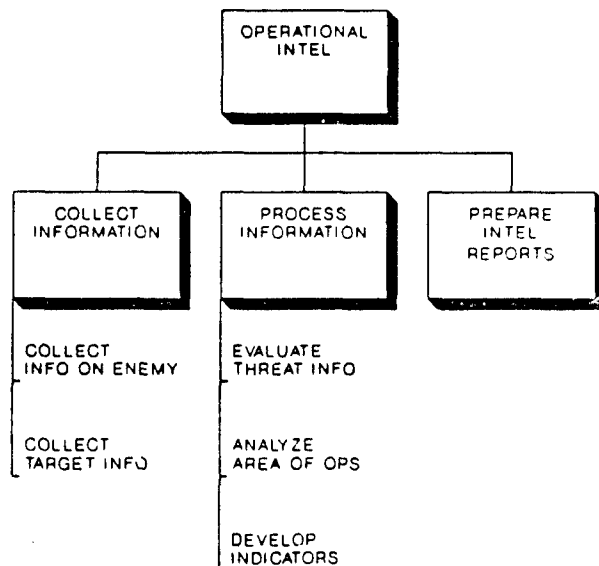 OPERATIONAL
INTEL
COLLECT
INFORMATION
PROCESS
INFORMATION
PREPARE
INTEL
REPORTS
COLLECT
INFO ON ENEMY
EVALUATE
THREAT INFO
COLLECT
TARGET INFO
ANALYZE
AREA OF OPS
DEVELOP
INDICATORS